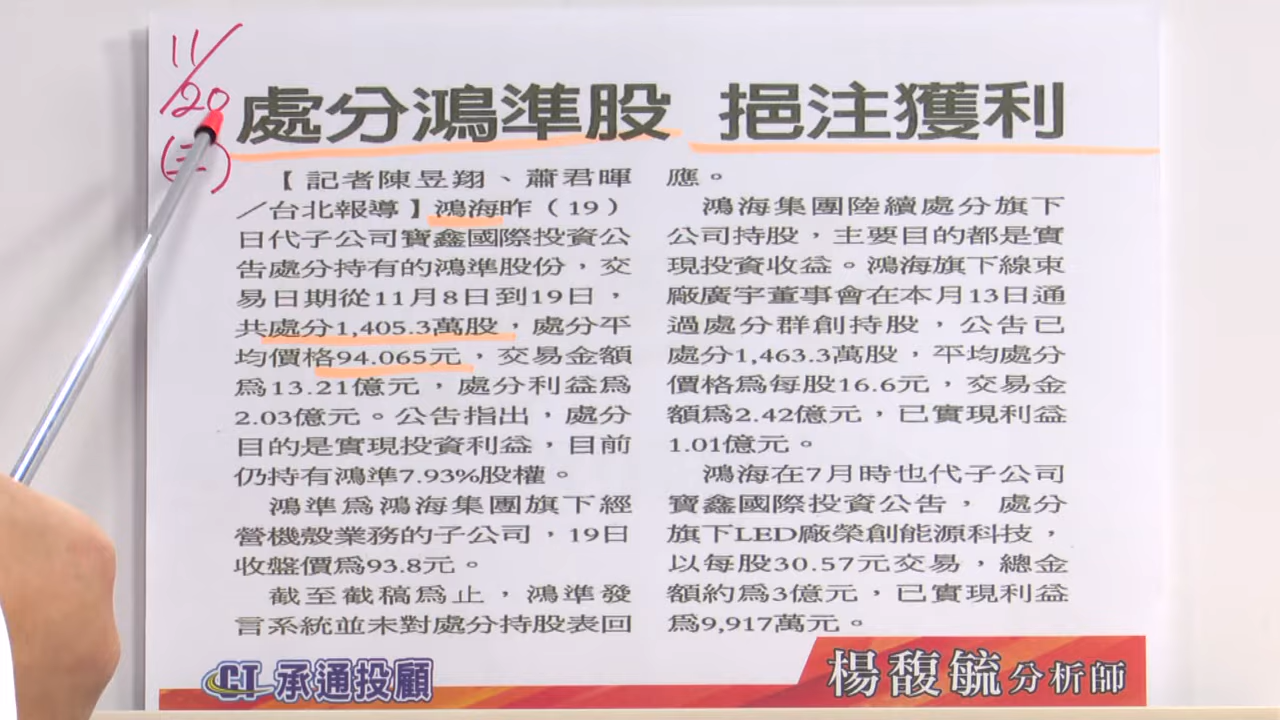 11/20
(三)
處分鴻準股 挹注獲利
【記者陳昱翔、蕭君暉
／台北報導】鴻海昨（19）
日代子公司寶鑫國際投資公
告處分持有的鴻準股份，交
易日期從11月8日到19日，
共處分1,405.3萬股，處分平
均價格94.065元，交易金額
為13.21億元，處分利益為
2.03億元。公告指出，處分
目的是實現投資利益，目前
仍持有鴻準7.93%股權。
鴻準為鴻海集團旗下經
營機殼業務的子公司，19日
收盤價為93.8元。
截至截稿為止，鴻準發
言系統並未對處分持股表回
應。
鴻海集團陸續處分旗下
公司持股，主要目的都是實
現投資收益。鴻海旗下線束
廠廣宇董事會在本月13日通
過處分群創持股，公告已
處分1,463.3萬股，平均處分
價格為每股16.6元，交易金
額為2.42億元，已實現利益
1.01億元。
鴻海在7月時也代子公司
寶鑫國際投資公告，處分
旗下LED廠榮創能源科技，
以每股30.57元交易，總金
額約為3億元，已實現利益
為9,917萬元。
CT 承通投顧
楊馥毓分析師